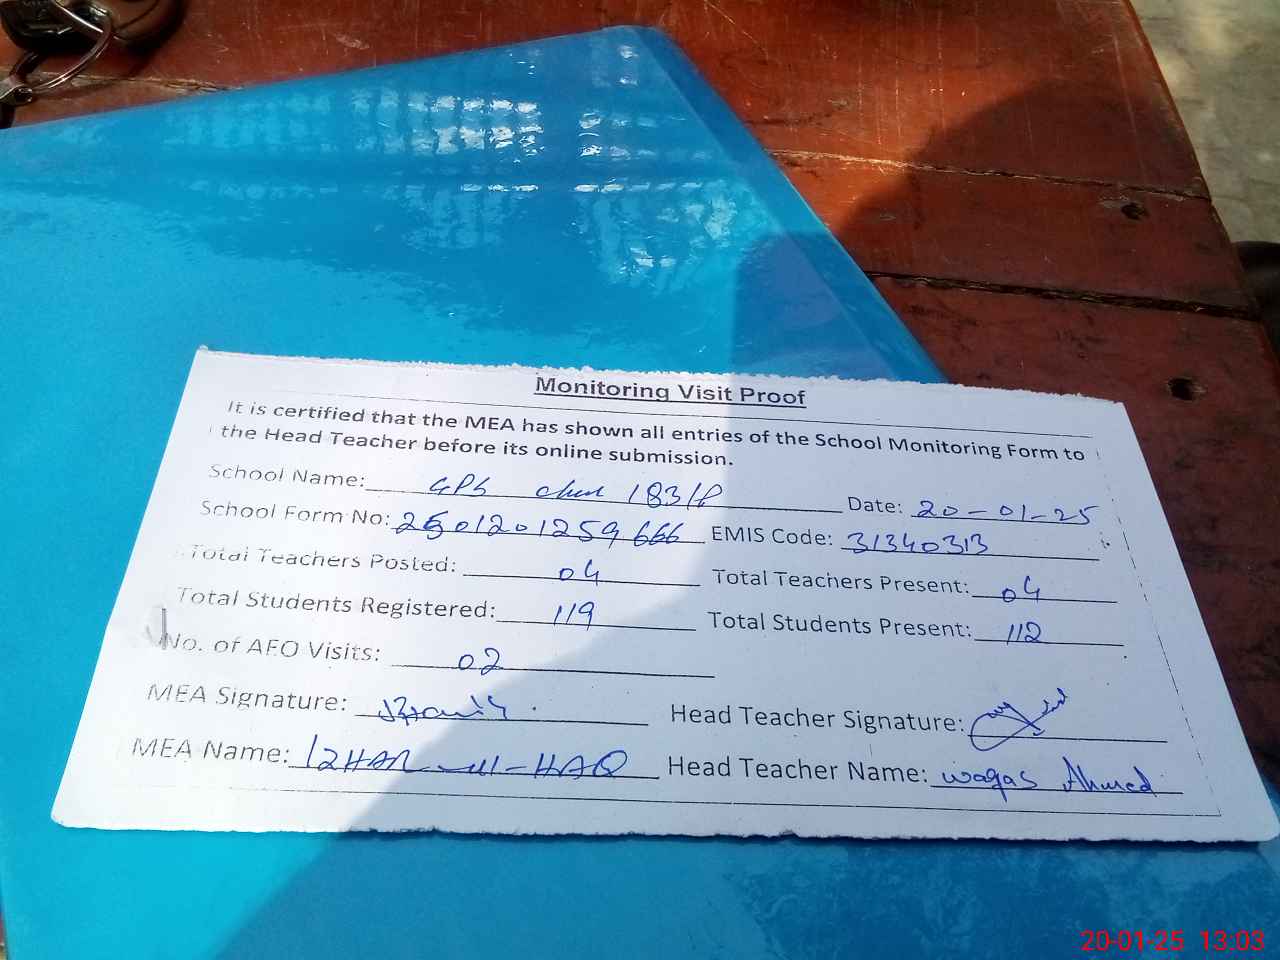 Monitoring Visit Proof
It is certified that the MEA has shown all entries of the School Monitoring Form to
the Head Teacher before its online submission.
School Name: GPS Chak 183/P Date: 20-01-25
School Form No: 2501201259666 EMIS Code: 31340313
Total Teachers Posted: 04 Total Teachers Present: 04
Total Students Registered: 119 Total Students Present: 112
No. of AEO Visits: 02
MEA Signature: Head Teacher Signature:
MEA Name: IZHAR-ul-HAQ Head Teacher Name: Waqas Ahmed
20-01-25 13:03